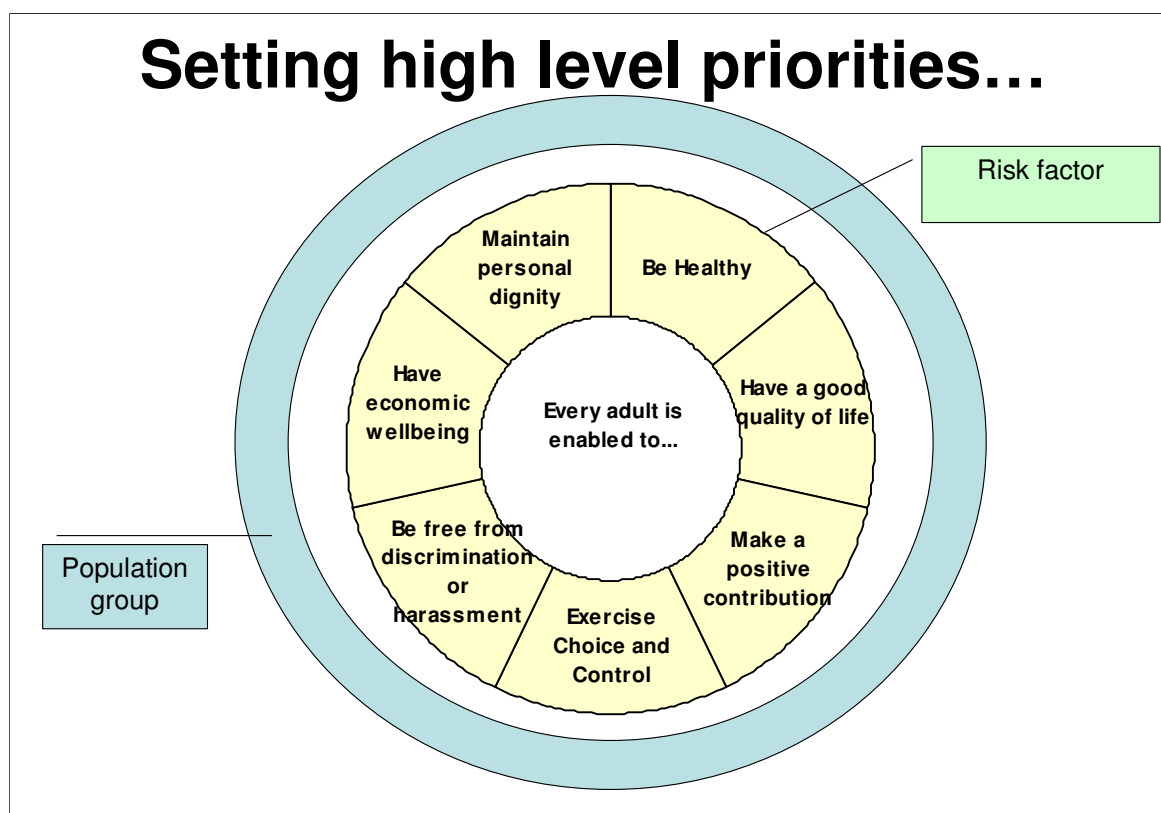 Setting high level priorities…
Risk factor
Maintain
personal
dignity
Be Healthy
Have
economic
wellbeing
Every adult is
enabled to...
Have a good
quality of life
Be free from
discrimination
or
harassment
Make a
positive
contribution
Exercise
Choice and
Control
Population
group